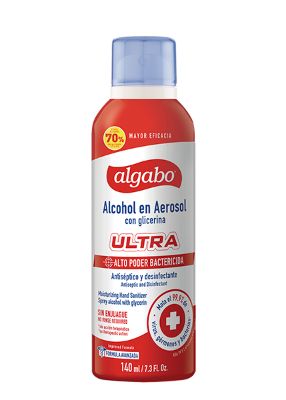 70%
MAYOR EFICACIA
algabo
Alcohol en Aerosol
con glicerina
ULTRA
ALTO PODER BACTERICIDA
Antiséptico y desinfectante
Antiseptic and Disinfectant
Moisturizing Hand Sanitizer
Spray alcohol with glycerin
SIN ENJUAGUE
NO RINSE REQUIRED
Mata el 99,9% de
virus, gérmenes y bacterias
Improved Formula
FÓRMULA AVANZADA
140 ml / 7.3 Fl. Oz.